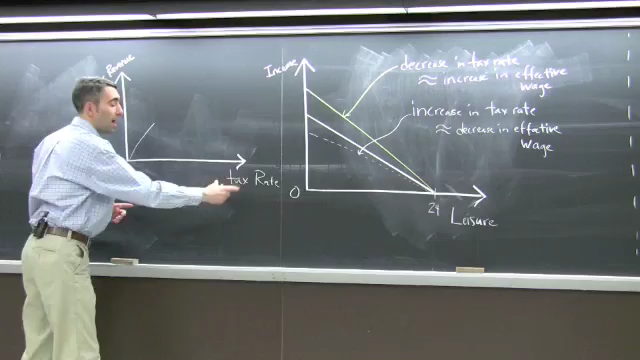 Revenue
tax Rate
Income
decrease in tax rate
≈ increase in effective
wage
increase in tax rate
≈ decrease in effective
wage
0
24
Leisure